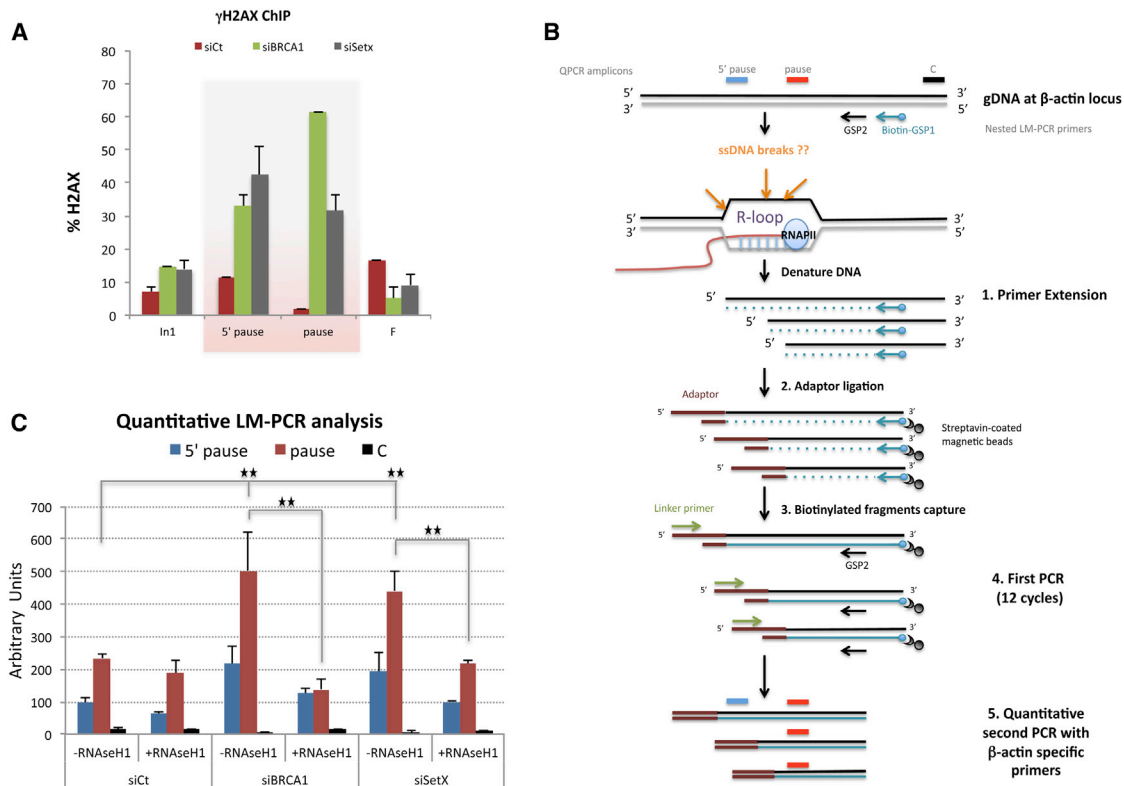 A
γH2AX ChIP
siCt siBRCA1 siSetx
% H2AX
80
70
60
50
40
30
20
10
0
In1 5' pause pause F
B
QPCR amplicons
5′ pause pause C
5′ 3′
3′ 5′
gDNA at β-actin locus
GSP2 Biotin-GSP1
Nested LM-PCR primers
ssDNA breaks ??
R-loop
RNAPII
5′ 3′
3′ 5′
Denature DNA
1. Primer Extension
5′ 3′
5′ 3′
5′ 3′
2. Adaptor ligation
Adaptor
5′ 3′
Streptavin-coated
magnetic beads
5′ 3′
5′ 3′
3. Biotinylated fragments capture
Linker primer
5′ 3′
GSP2
4. First PCR
(12 cycles)
5′ 3′
5′ 3′
5. Quantitative
second PCR with
β-actin specific
primers
C
Quantitative LM-PCR analysis
5' pause pause C
★★ ★★
★★
★★
Arbitrary Units
700
600
500
400
300
200
100
0
-RNAseH1 +RNAseH1 -RNAseH1 +RNAseH1 -RNAseH1 +RNAseH1
siCt siBRCA1 siSetX